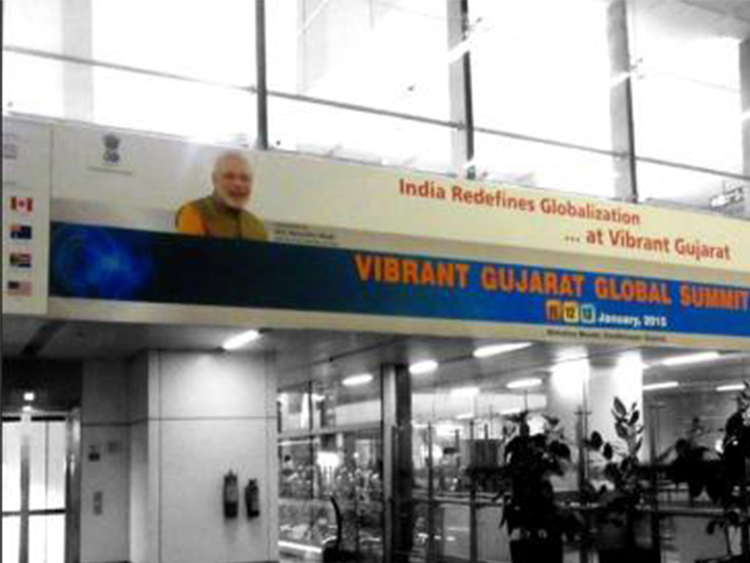 India Redefines Globalization
... at Vibrant Gujarat
VIBRANT GUJARAT GLOBAL SUMMIT
11 12 13 January, 2015